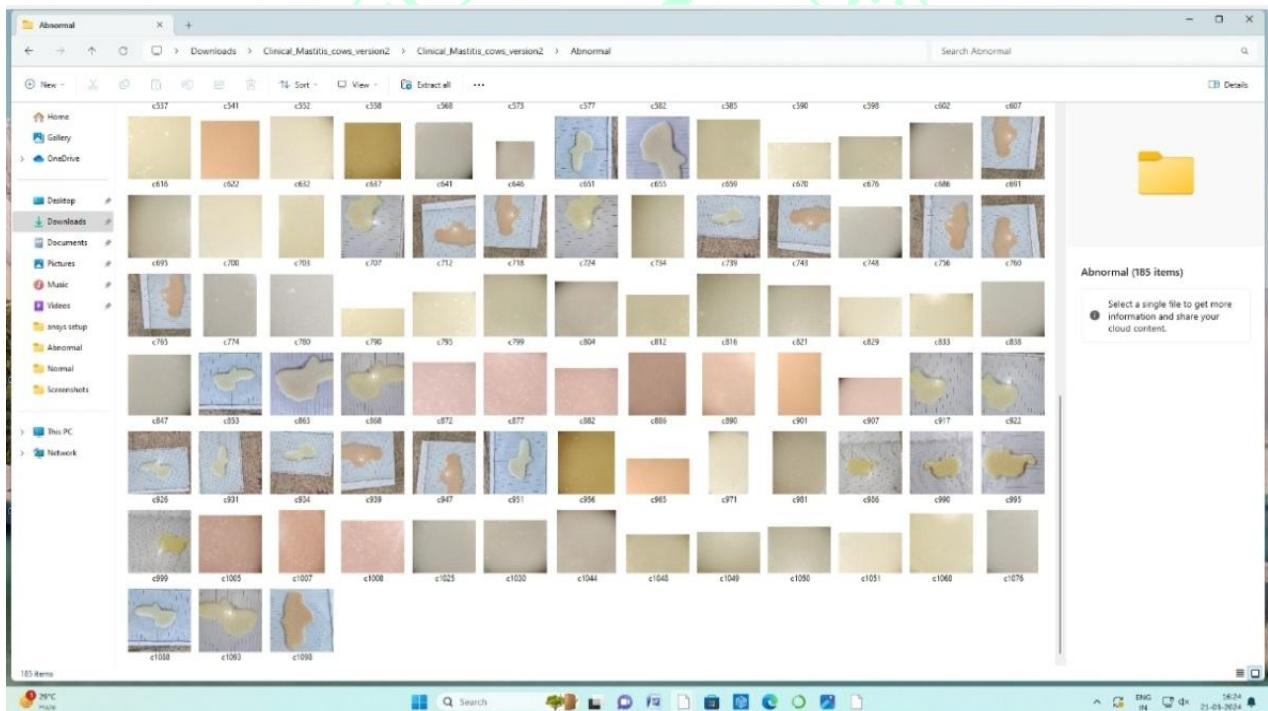 Abnormal
Downloads > Clinical_Mastitis_cows_version2 > Clinical_Mastitis_cows_version2 > Abnormal
Search Abnormal
New
Sort
View
Extract all
Details
Home
Gallery
OneDrive
Desktop
Downloads
Documents
Pictures
Music
Videos
ansys setup
Abnormal
Normal
Screenshots
This PC
Network
c537 c541 c552 c558 c568 c573 c577 c582 c585 c590 c598 c602 c607
c616 c622 c632 c637 c641 c646 c651 c655 c659 c670 c676 c686 c691
c695 c700 c703 c707 c712 c718 c724 c734 c739 c743 c748 c756 c760
c765 c774 c780 c790 c795 c799 c804 c812 c816 c821 c829 c833 c838
c847 c853 c863 c868 c872 c877 c882 c886 c890 c901 c907 c917 c922
c926 c931 c934 c939 c947 c951 c956 c965 c971 c981 c986 c990 c995
c999 c1005 c1007 c1008 c1025 c1030 c1044 c1048 c1049 c1050 c1051 c1060 c1076
c1088 c1093 c1098
Abnormal (185 items)
Select a single file to get more
information and share your
cloud content.
185 items
29°C
Haze
Search
ENG
IN
16:24
21-05-2024